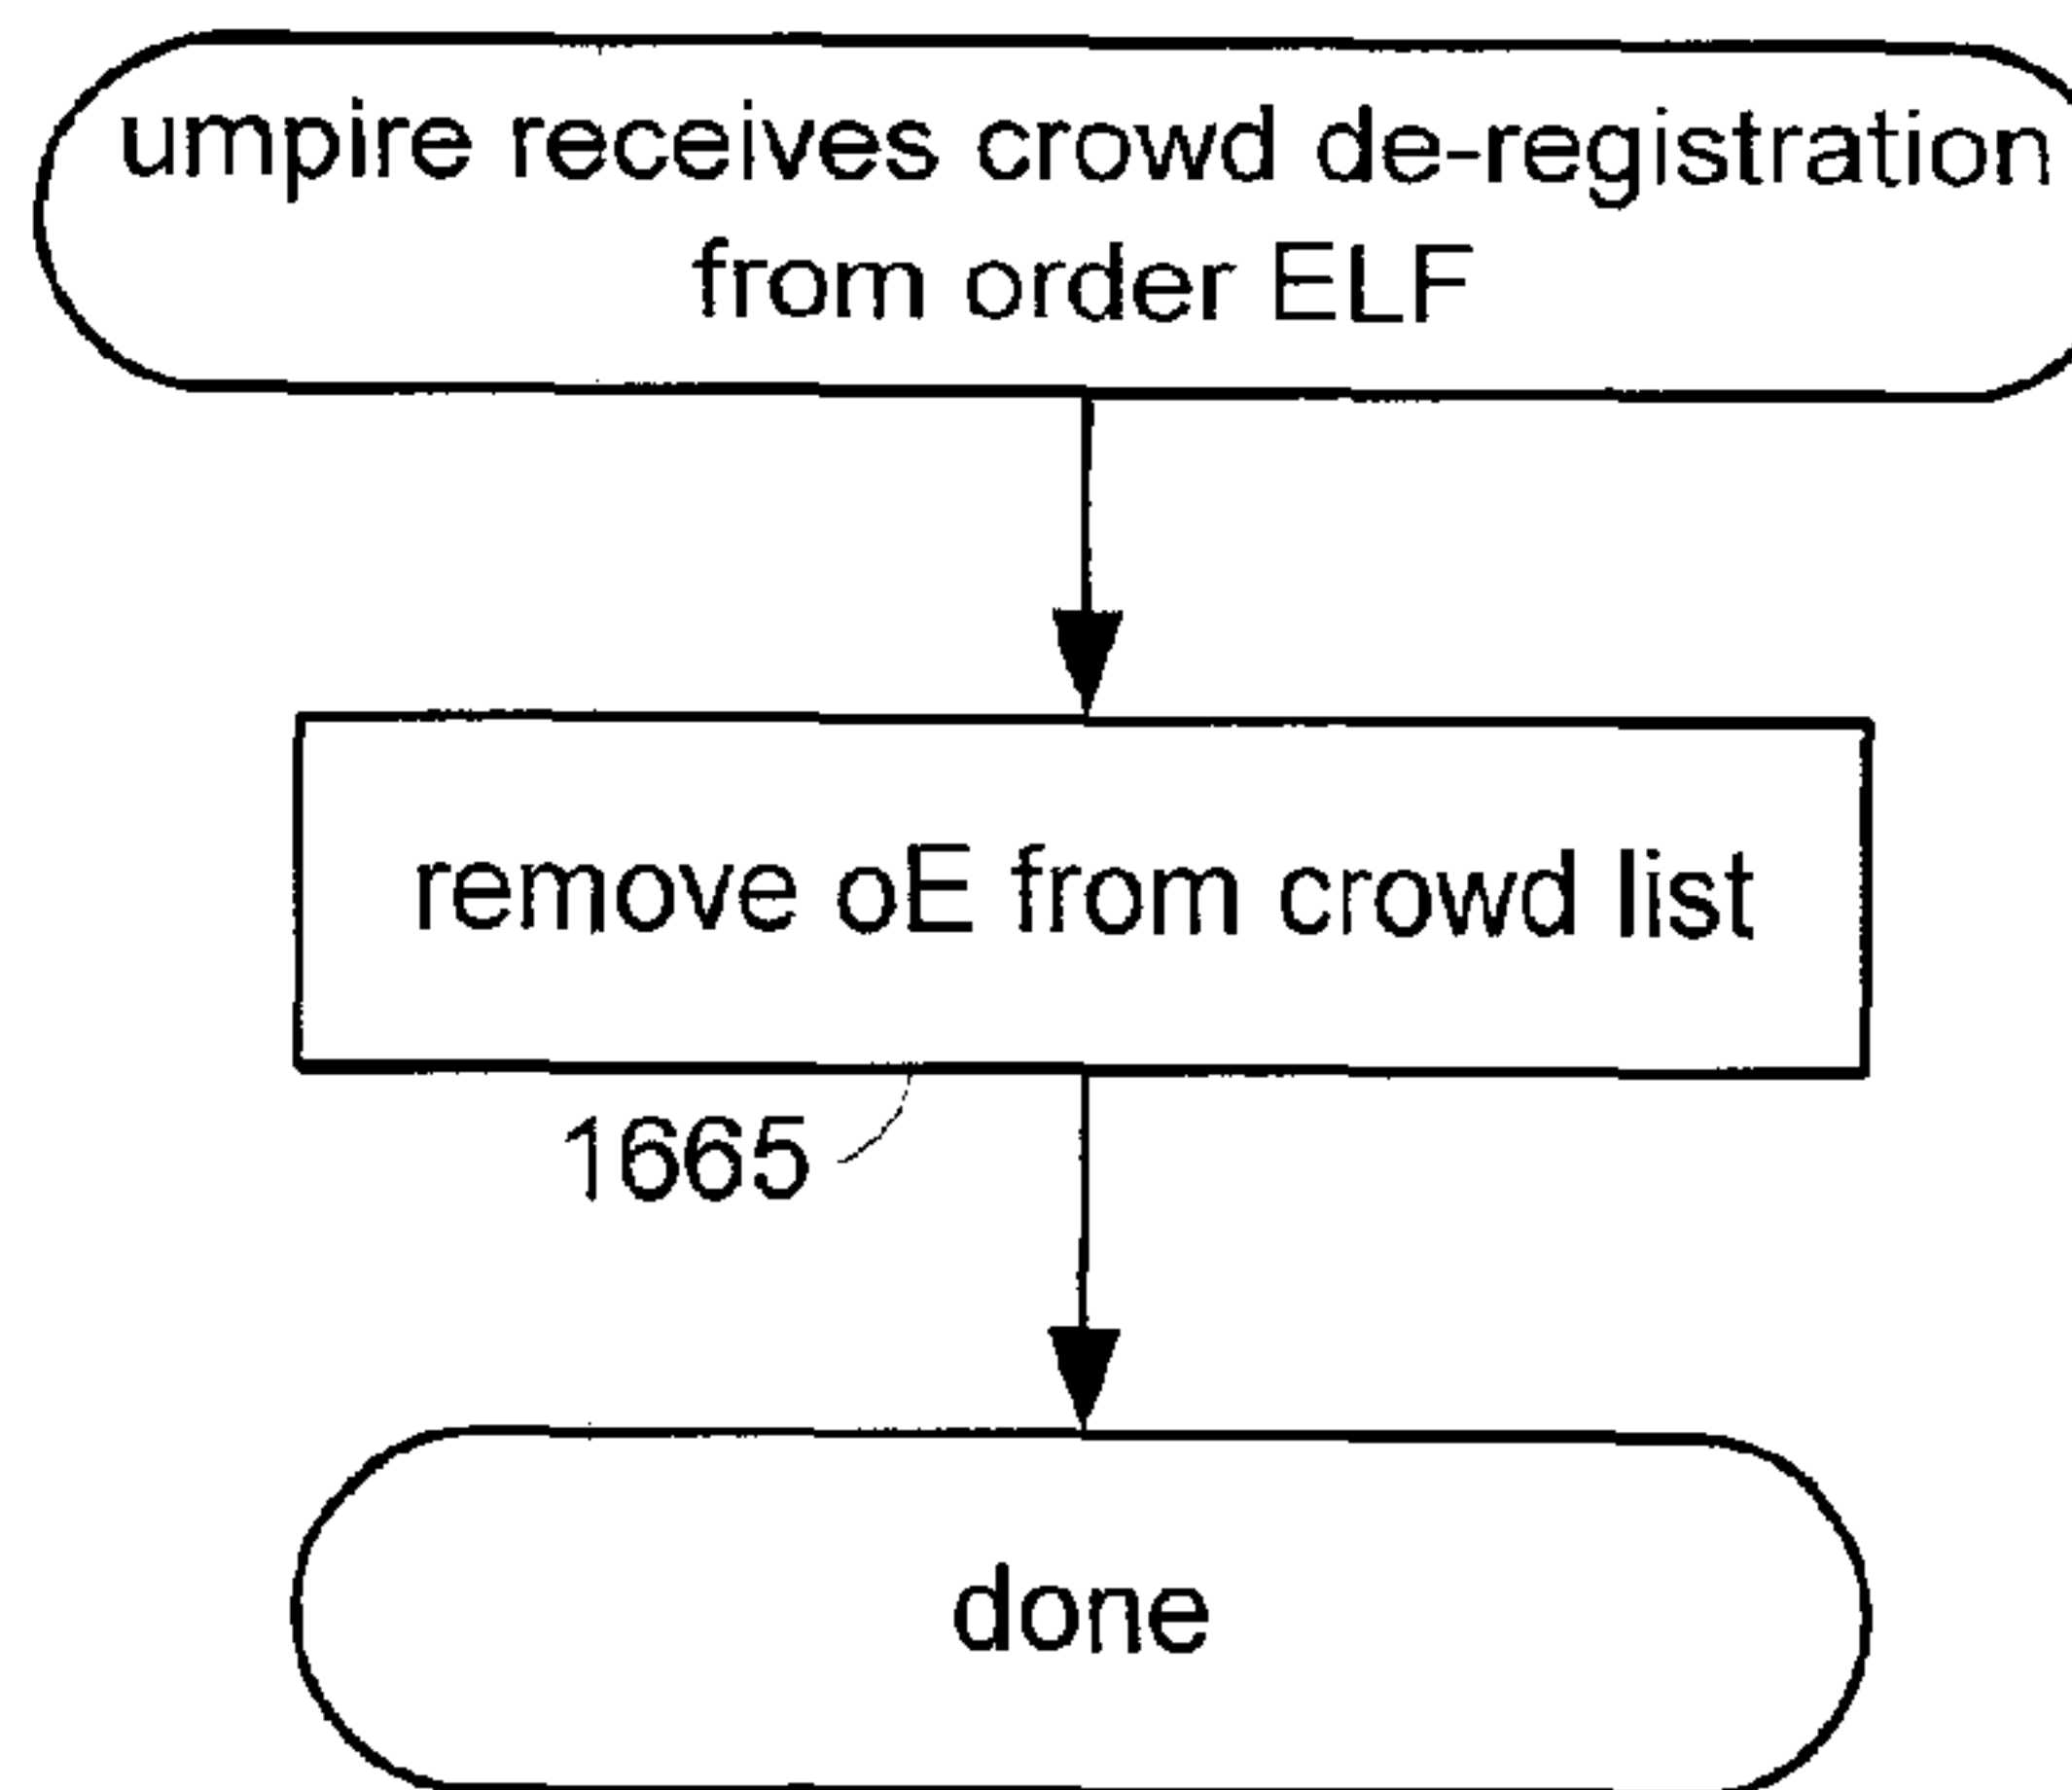 umpire receives crowd de-registration
from order ELF
remove oE from crowd list
1665
done